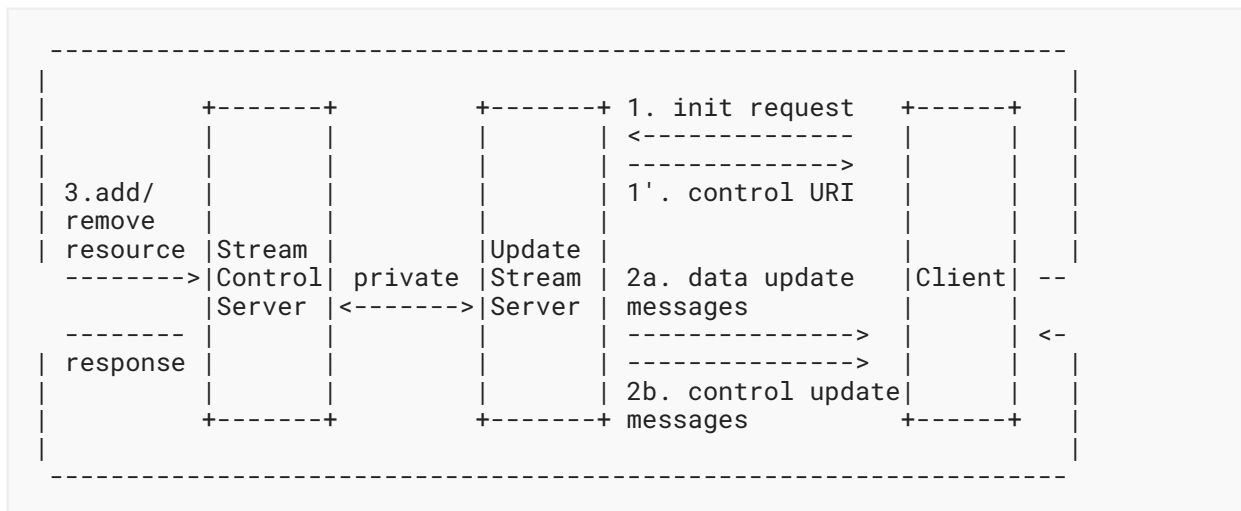 -------------------------------------------------------------------
|                                                                    |
|          +-------+         +-------+ 1. init request   +------+    |
|          |       |         |       | <---------------  |      |    |
|          |       |         |       | -------------->   |      |    |
| 3.add/   |       |         |       | 1'. control URI   |      |    |
| remove   |       |         |       |                   |      |    |
| resource |Stream |         |Update |                   |      |    |
  -------->|Control| private |Stream | 2a. data update   |Client| --
           |Server |<------->|Server | messages          |      |
  -------- |       |         |       | --------------->  |      | <-
| response |       |         |       | --------------->  |      |    |
|          |       |         |       | 2b. control update|      |    |
|          +-------+         +-------+ messages          +------+    |
|                                                                    |
 -------------------------------------------------------------------